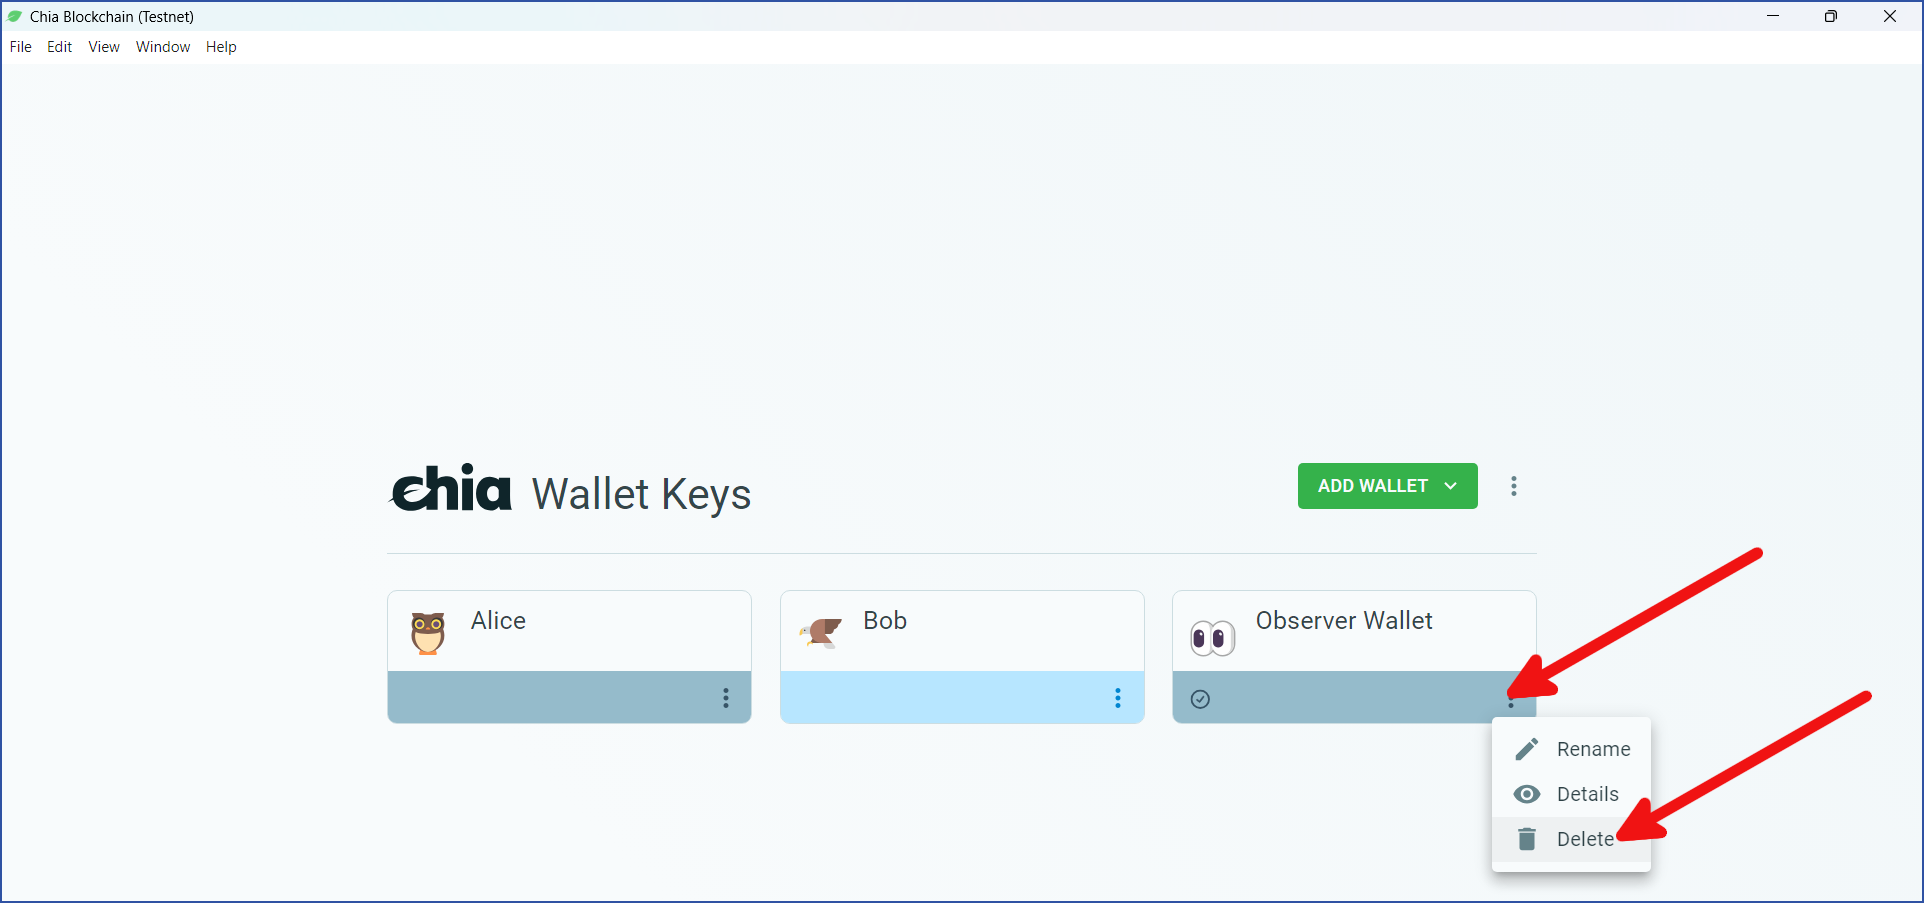 Chia Blockchain (Testnet)
File Edit View Window Help
chia Wallet Keys
ADD WALLET
Alice
Bob
Observer Wallet
Rename
Details
Delete